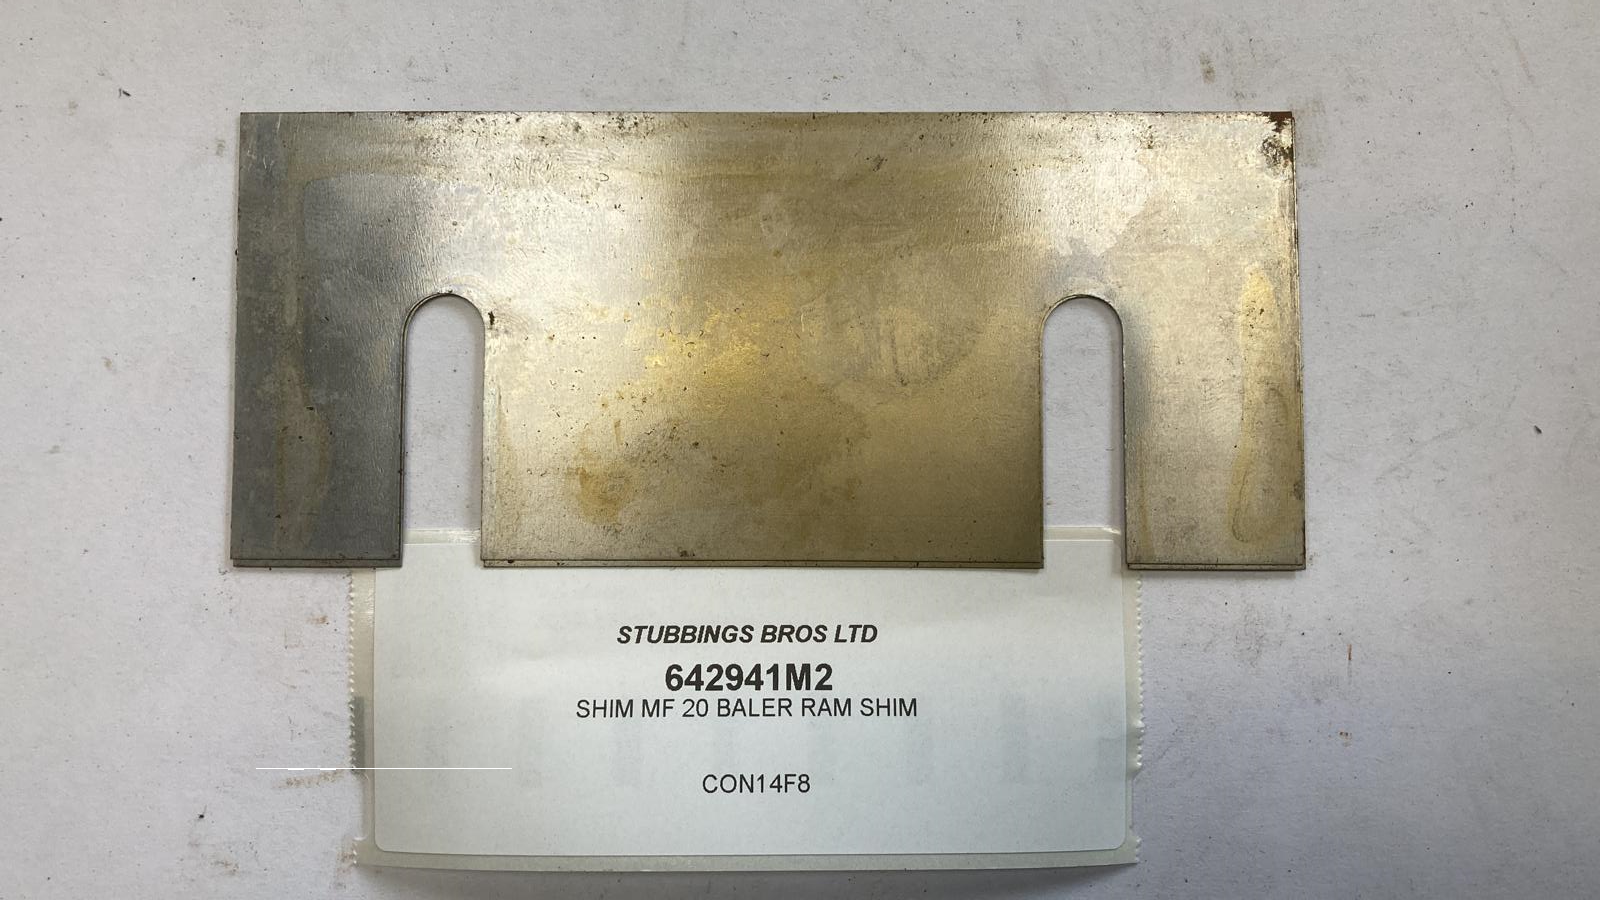 STUBBINGS BROS LTD
642941M2
SHIM MF 20 BALER RAM SHIM
CON14F8